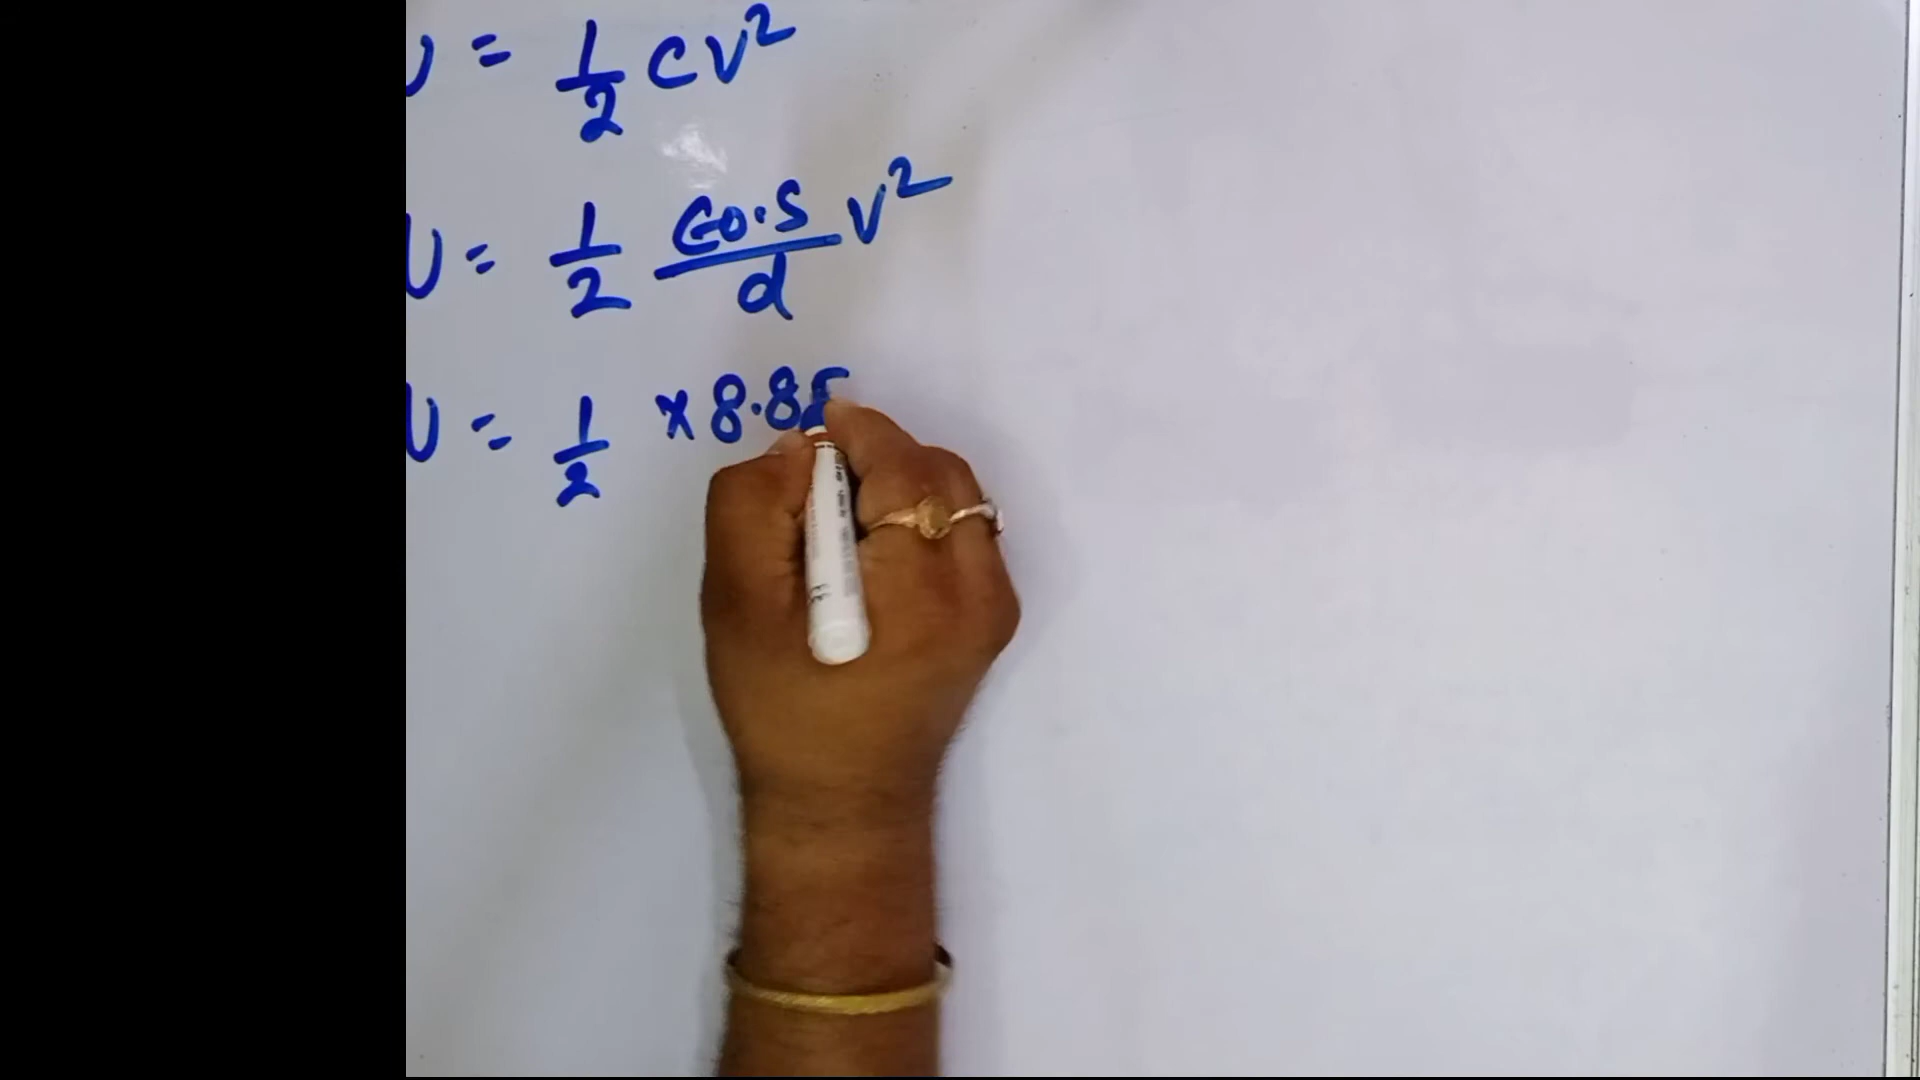 U = 1/2 CV²
U = 1/2 ϵ0.S/d V²
U = 1/2 × 8.85